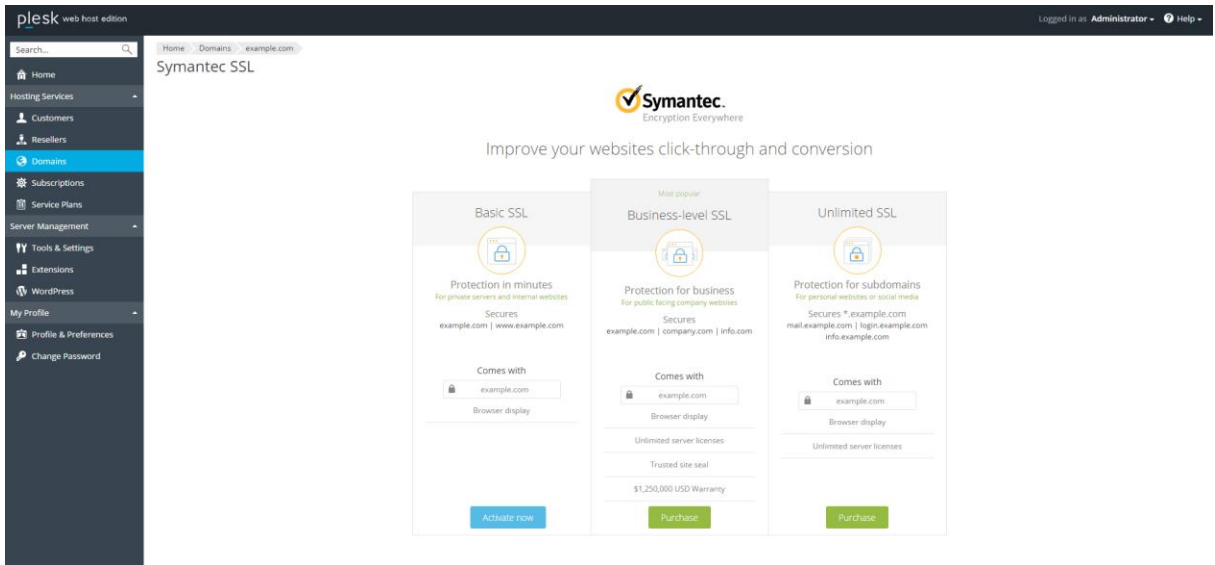 plesk web host edition
Logged in as Administrator
Help
Search...
Home
Hosting Services
Customers
Resellers
Domains
Subscriptions
Service Plans
Server Management
Tools & Settings
Extensions
WordPress
My Profile
Profile & Preferences
Change Password
Home Domains example.com
Symantec SSL
Symantec.
Encryption Everywhere
Improve your websites click-through and conversion
Basic SSL
Protection in minutes
For private servers and internal websites
Secures
example.com | www.example.com
Comes with
example.com
Browser display
Activate now
Most popular
Business-level SSL
Protection for business
For public facing company websites
Secures
example.com | company.com | info.com
Comes with
example.com
Browser display
Unlimited server licenses
Trusted site seal
$1,250,000 USD Warranty
Purchase
Unlimited SSL
Protection for subdomains
For personal websites or social media
Secures *.example.com
mail.example.com | login.example.com
info.example.com
Comes with
example.com
Browser display
Unlimited server licenses
Purchase